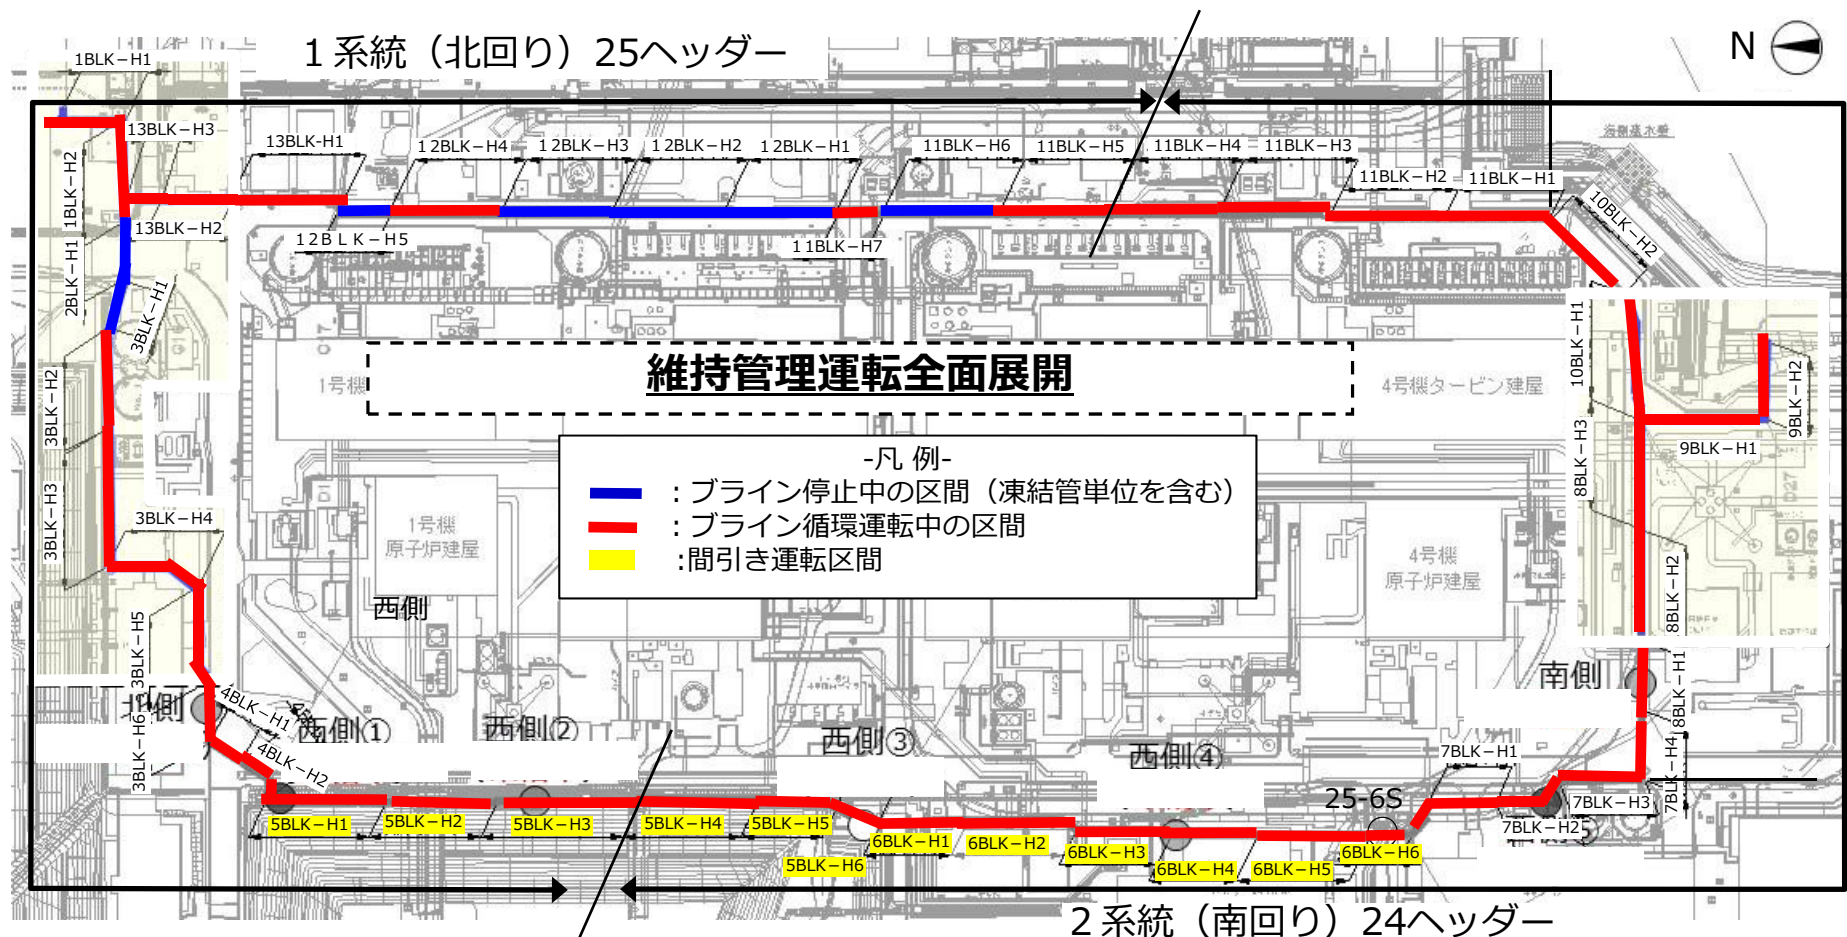 1系統（北回り）25ヘッダー
N
1BLK－H1
13BLK－H3
13BLK-H1
12BLK－H4
12BLK－H3
12BLK－H2
12BLK－H1
11BLK－H6
11BLK－H5
11BLK－H4
11BLK－H3
11BLK－H2
11BLK－H1
10BLK－H2
1BLK－H2
13BLK－H2
12BLK－H5
11BLK－H7
2BLK－H1
3BLK－H1
10BLK－H1
維持管理運転全面展開
1号機
4号機タービン建屋
3BLK－H2
9BLK－H2
9BLK－H1
8BLK－H3
-凡 例-
：ブライン停止中の区間（凍結管単位を含む）
：ブライン循環運転中の区間
:間引き運転区間
3BLK－H3
3BLK－H4
1号機
原子炉建屋
4号機
原子炉建屋
D27
8BLK－H2
西側
3BLK－H5
南側
8BLK－H1
側
4BLK－H1
西側①
西側②
西側③
西側④
3BLK－H6
4BLK－H2
7BLK－H1
7BLK－H4
25-6S
7BLK－H3
7BLK－H2
5BLK－H1
5BLK－H2
5BLK－H3
5BLK－H4
5BLK－H5
5BLK－H6
6BLK－H1
6BLK－H2
6BLK－H3
6BLK－H4
6BLK－H5
6BLK－H6
2系統（南回り）24ヘッダー